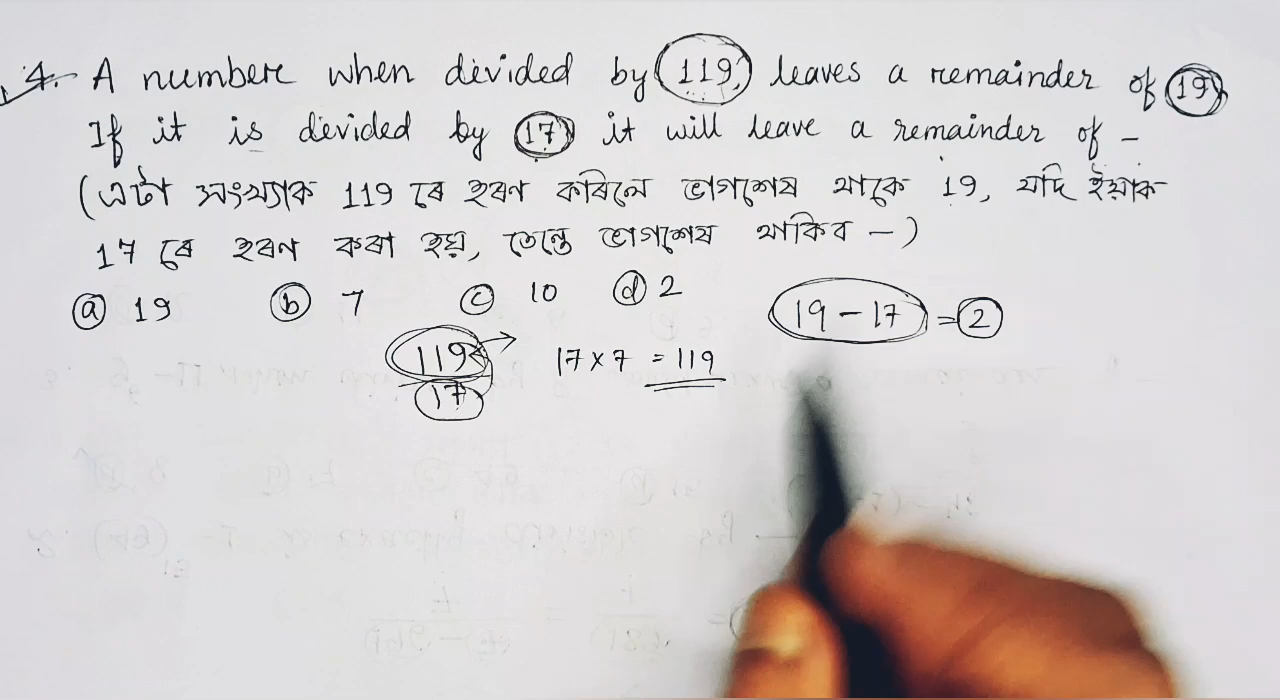 4. A number when devided by 119 leaves a remainder of 19
If it is devided by 17 it will leave a remainder of -
(এটা সংখ্যাক 119 ৰে হৰণ কৰিলে ভাগশেষ থাকে 19, যদি ইয়াক
17 ৰে হৰণ কৰা হয়, তেন্তে ভাগশেষ থাকিব -)
ⓐ 19 ⓑ 7 ⓒ 10 ⓓ 2
19 - 17 = 2
119
17
17 x 7 = 119